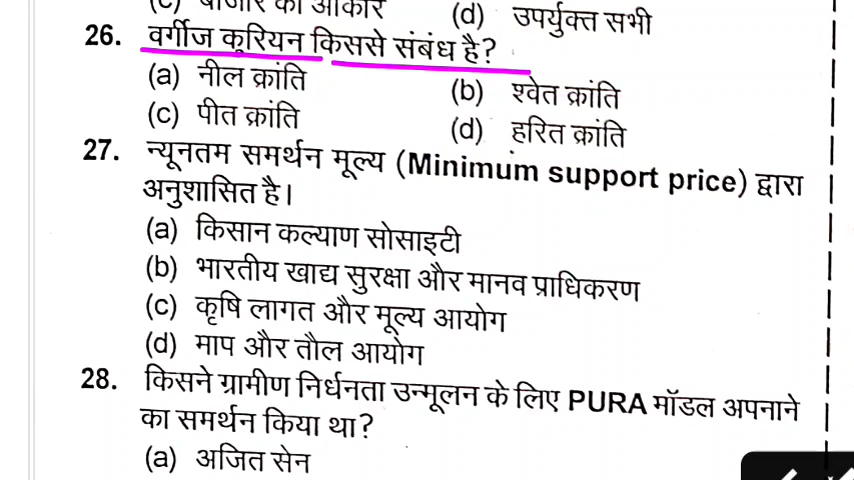 (c) बाजार का आकार (d) उपर्युक्त सभी
26. वर्गीज कुरियन किससे संबंध है?
(a) नील क्रांति (b) श्वेत क्रांति
(c) पीत क्रांति (d) हरित क्रांति
27. न्यूनतम समर्थन मूल्य (Minimum support price) द्वारा
अनुशासित है।
(a) किसान कल्याण सोसाइटी
(b) भारतीय खाद्य सुरक्षा और मानव प्राधिकरण
(c) कृषि लागत और मूल्य आयोग
(d) माप और तौल आयोग
28. किसने ग्रामीण निर्धनता उन्मूलन के लिए PURA मॉडल अपनाने
का समर्थन किया था?
(a) अजित सेन